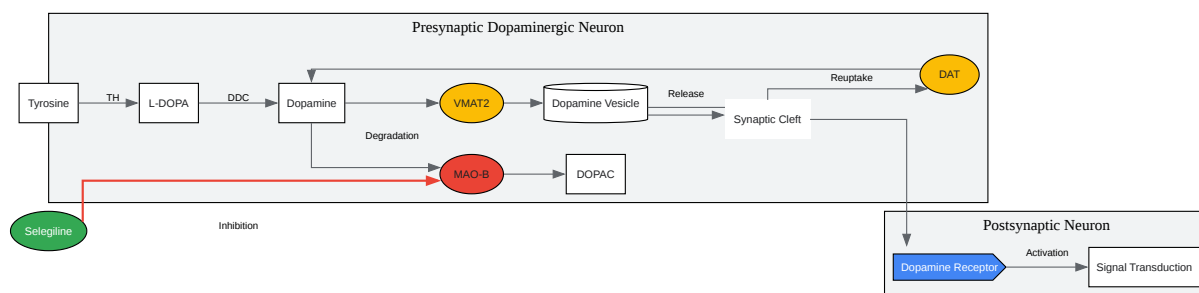 Presynaptic Dopaminergic Neuron
DAT
Reuptake
Tyrosine
TH
L-DOPA
DDC
Dopamine
VMAT2
Dopamine Vesicle
Release
Synaptic Cleft
Degradation
MAO-B
DOPAC
Selegiline
Inhibition
Postsynaptic Neuron
Dopamine Receptor
Activation
Signal Transduction